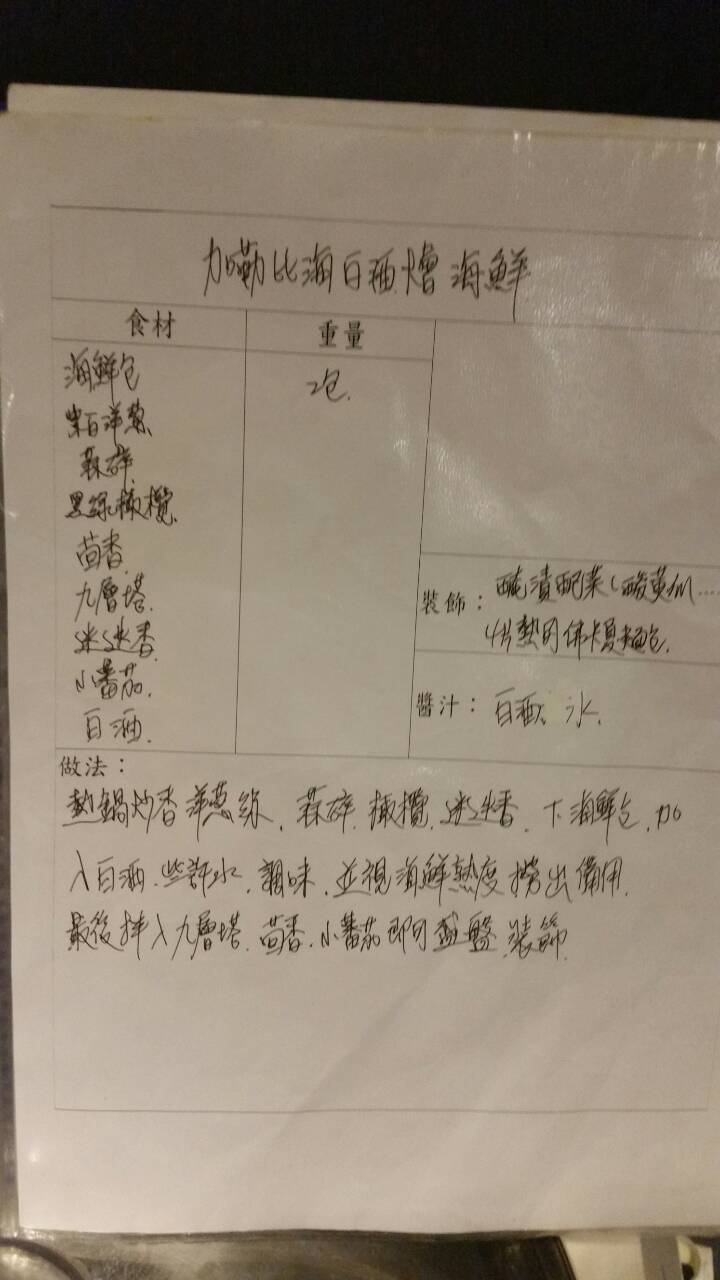 加嘞比海白酒燴海鮮
食材
重量
海鮮包
2包.
紫百洋蔥.
蒜碎.
黑綠橄欖.
茴香.
九層塔.
迷迭香.
小番茄.
白酒.
裝飾：醃漬配菜(酸黃瓜……
4片熱的佛卡夏麵包.
醬汁：白酒、水.
做法：
熱鍋炒香洋蔥絲.蒜碎.橄欖.迷迭香.下海鮮包.加
入白酒.些許水.調味.並視海鮮熟度撈出備用.
最後拌入九層塔.茴香.小番茄即可盛盤.裝飾.